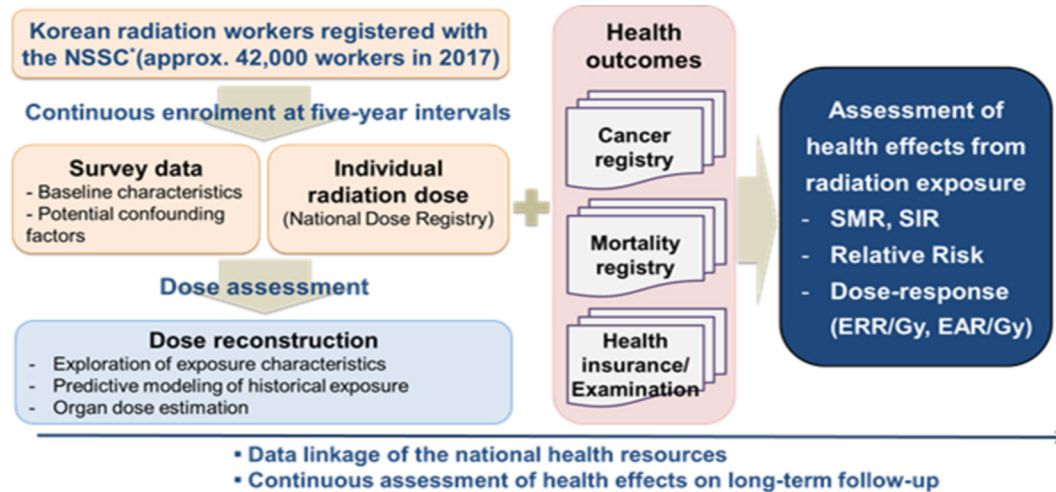 Korean radiation workers registered with
the NSSC*(approx. 42,000 workers in 2017)
Continuous enrolment at five-year intervals
Survey data
- Baseline characteristics
- Potential confounding
factors
Individual
radiation dose
(National Dose Registry)
Dose assessment
Dose reconstruction
- Exploration of exposure characteristics
- Predictive modeling of historical exposure
- Organ dose estimation
+
Health
outcomes
Cancer
registry
Mortality
registry
Health
insurance/
Examination
Assessment of
health effects from
radiation exposure
- SMR, SIR
- Relative Risk
- Dose-response
(ERR/Gy, EAR/Gy)
▪ Data linkage of the national health resources
▪ Continuous assessment of health effects on long-term follow-up